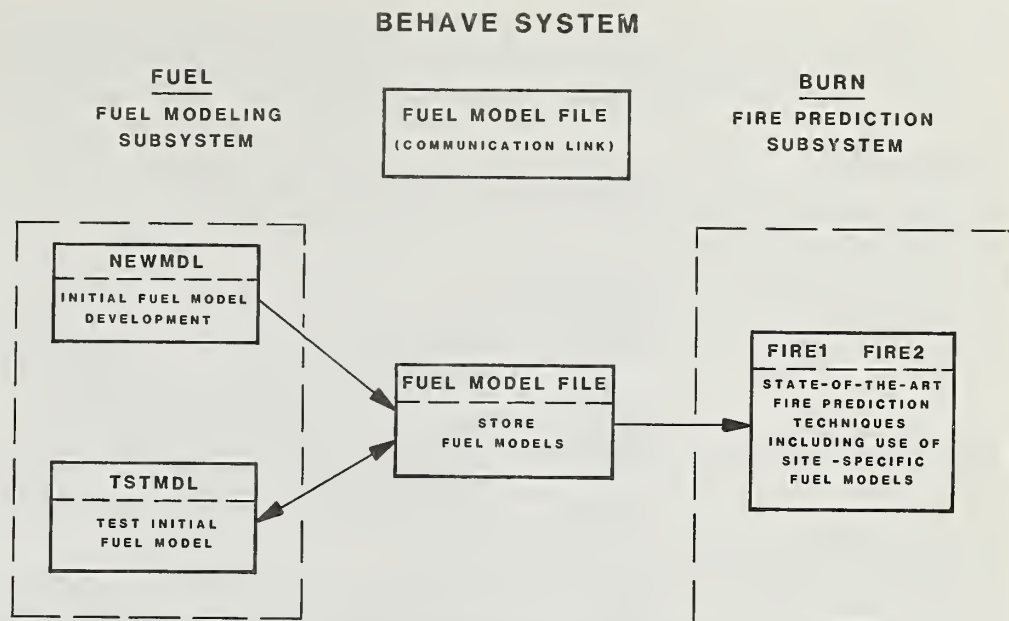 BEHAVE SYSTEM
FUEL
FUEL MODELING
SUBSYSTEM
FUEL MODEL FILE
(COMMUNICATION LINK)
BURN
FIRE PREDICTION
SUBSYSTEM
NEWMDL
INITIAL FUEL MODEL
DEVELOPMENT
TSTMDL
TEST INITIAL
FUEL MODEL
FUEL MODEL FILE
STORE
FUEL MODELS
FIRE1 FIRE2
STATE-OF-THE-ART
FIRE PREDICTION
TECHNIQUES
INCLUDING USE OF
SITE -SPECIFIC
FUEL MODELS